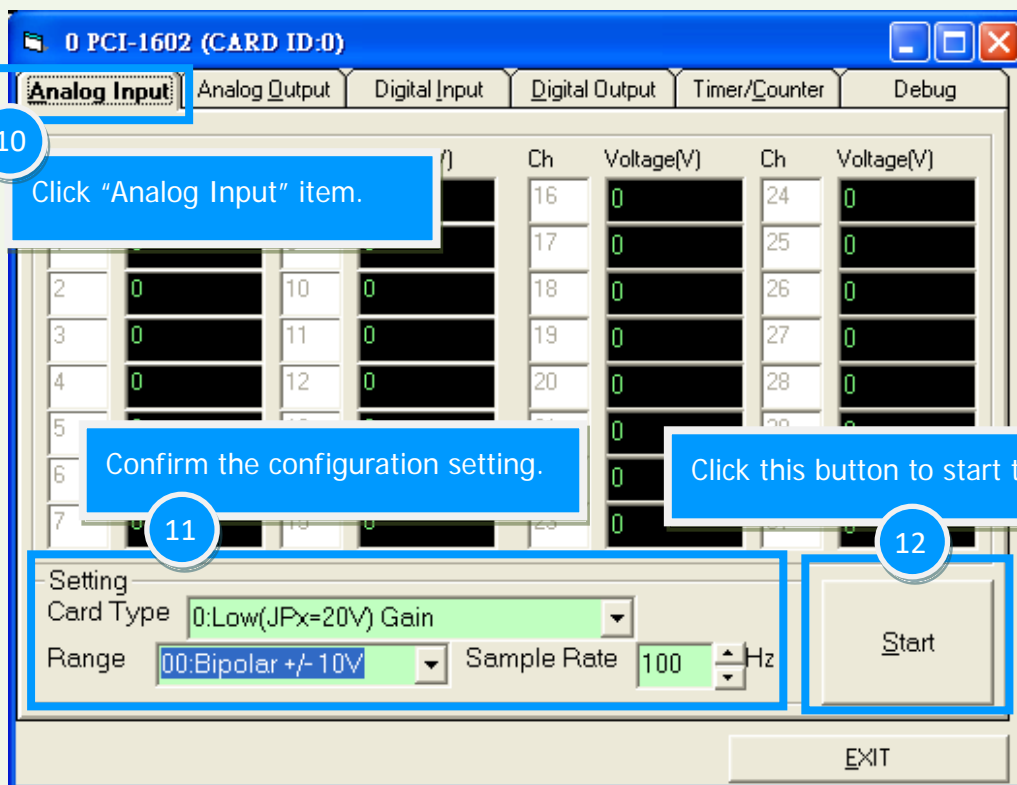 0 PCI-1602 (CARD ID:0)
Analog Input Analog Output Digital Input Digital Output Timer/Counter Debug
10
Click “Analog Input” item.
Ch Voltage(V) Ch Voltage(V)
16 0 24 0
17 0 25 0
2 0 10 0 18 0 26 0
3 0 11 0 19 0 27 0
4 0 12 0 20 0 28 0
5 0
6 0
7 0
Confirm the configuration setting.
11
Click this button to start
12
Setting
Card Type 0:Low(JPx=20V) Gain
Range 00:Bipolar +/- 10V Sample Rate 100 Hz
Start
EXIT